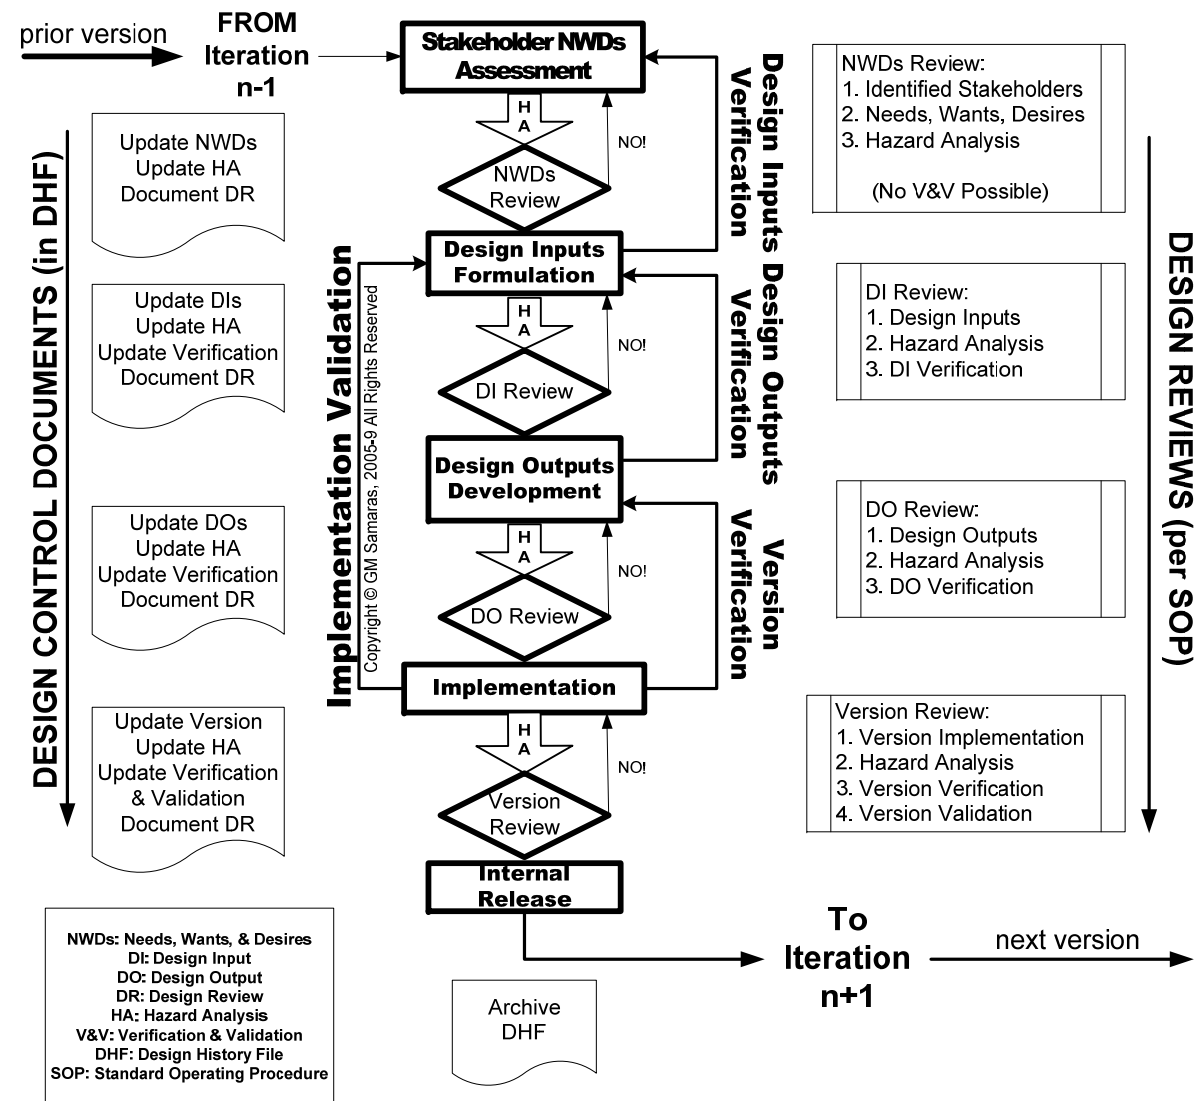 prior version
FROM
Iteration
n-1
Stakeholder NWDs
Assessment
H
A
NO!
NWDs
Review
Design Inputs
Formulation
H
A
NO!
DI Review
Design Outputs
Development
H
A
NO!
DO Review
Implementation
H
A
NO!
Version
Review
Internal
Release
To
Iteration
n+1
next version
Archive
DHF
DESIGN CONTROL DOCUMENTS (in DHF)
Update NWDs
Update HA
Document DR
Update DIs
Update HA
Update Verification
Document DR
Update DOs
Update HA
Update Verification
Document DR
Update Version
Update HA
Update Verification
& Validation
Document DR
Implementation Validation
Copyright © GM Samaras, 2005-9 All Rights Reserved
Design Inputs
Verification
Design Outputs
Verification
Version
Verification
NWDs Review:
1. Identified Stakeholders
2. Needs, Wants, Desires
3. Hazard Analysis
(No V&V Possible)
DI Review:
1. Design Inputs
2. Hazard Analysis
3. DI Verification
DO Review:
1. Design Outputs
2. Hazard Analysis
3. DO Verification
Version Review:
1. Version Implementation
2. Hazard Analysis
3. Version Verification
4. Version Validation
DESIGN REVIEWS (per SOP)
NWDs: Needs, Wants, & Desires
DI: Design Input
DO: Design Output
DR: Design Review
HA: Hazard Analysis
V&V: Verification & Validation
DHF: Design History File
SOP: Standard Operating Procedure